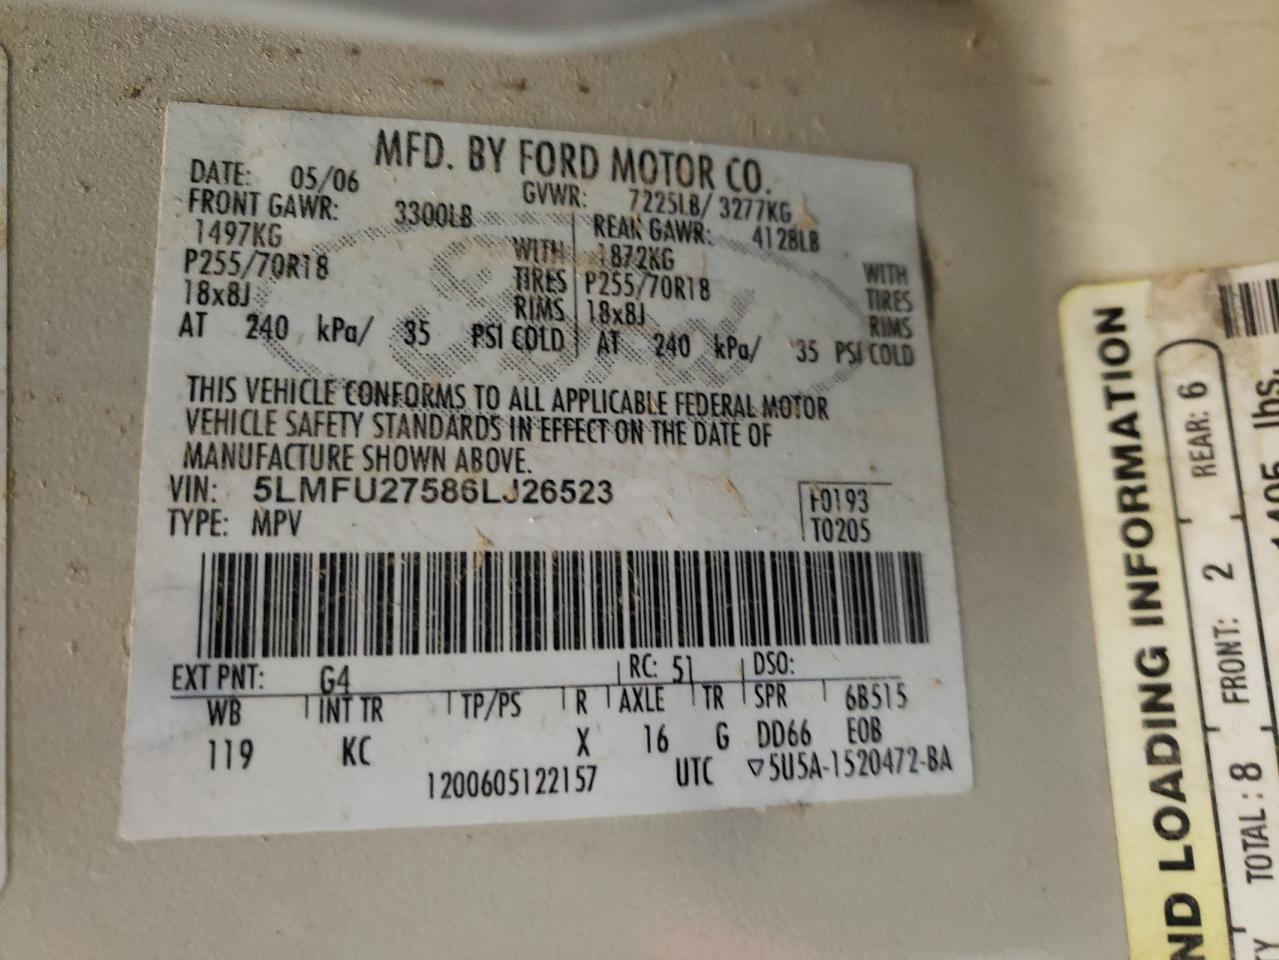 MFD. BY FORD MOTOR CO.
DATE: 05/06 GVWR: 7225LB/ 3277KG
FRONT GAWR: 3300LB REAR GAWR: 4128LB
1497KG WITH 1872KG WITH
P255/70R18 TIRES P255/70R18 TIRES
18x8J RIMS 18x8J RIMS
AT 240 kPa/ 35 PSI COLD AT 240 kPa/ 35 PSI COLD
THIS VEHICLE CONFORMS TO ALL APPLICABLE FEDERAL MOTOR
VEHICLE SAFETY STANDARDS IN EFFECT ON THE DATE OF
MANUFACTURE SHOWN ABOVE.
VIN: 5LMFU27586LJ26523 F0193
TYPE: MPV T0205
EXT PNT: G4 RC: 51 DSO:
WB INT TR TP/PS R AXLE TR SPR 6B515
119 KC X 16 G DD66 E0B
1200605122157 UTC ▽5U5A-1520472-BA
ND LOADING INFORMATION
TOTAL: 8 FRONT: 2 REAR: 6
lbs.